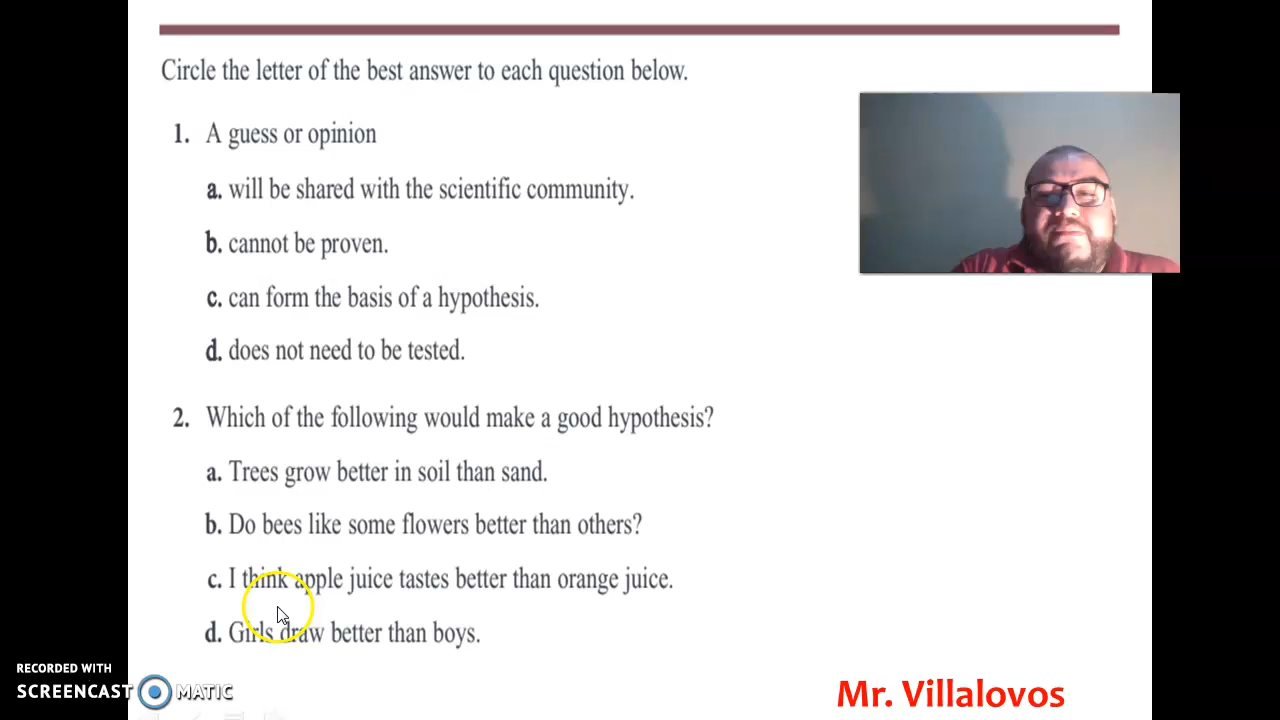 Circle the letter of the best answer to each question below.
1. A guess or opinion
a. will be shared with the scientific community.
b. cannot be proven.
c. can form the basis of a hypothesis.
d. does not need to be tested.
2. Which of the following would make a good hypothesis?
a. Trees grow better in soil than sand.
b. Do bees like some flowers better than others?
c. I think apple juice tastes better than orange juice.
d. Girls draw better than boys.
RECORDED WITH
SCREENCAST MATIC
Mr. Villalovos